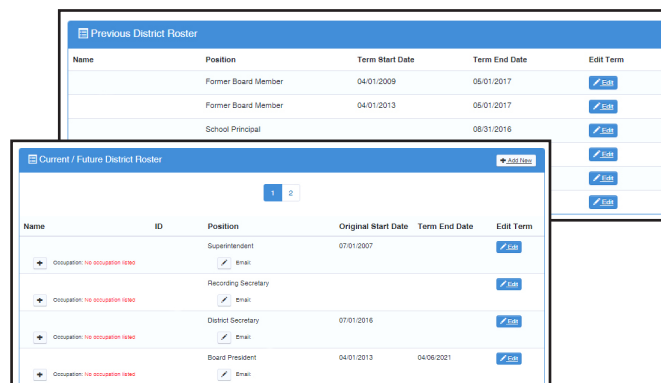 Previous District Roster
Name Position Term Start Date Term End Date Edit Term
Former Board Member 04/01/2009 05/01/2017 Edit
Former Board Member 04/01/2013 05/01/2017 Edit
School Principal 08/31/2016 Edit
Edit
Edit
Edit
Current / Future District Roster Add New
1 2
Name ID Position Original Start Date Term End Date Edit Term
Superintendent 07/01/2007 Edit
Occupation: No occupation listed Email:
Recording Secretary Edit
Occupation: No occupation listed Email:
District Secretary 07/01/2016 Edit
Occupation: No occupation listed Email:
Board President 04/01/2013 04/06/2021 Edit
Occupation: No occupation listed Email: